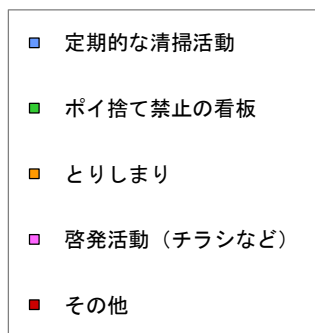 定期的な清掃活動
ポイ捨て禁止の看板
とりしまり
啓発活動（チラシなど）
その他